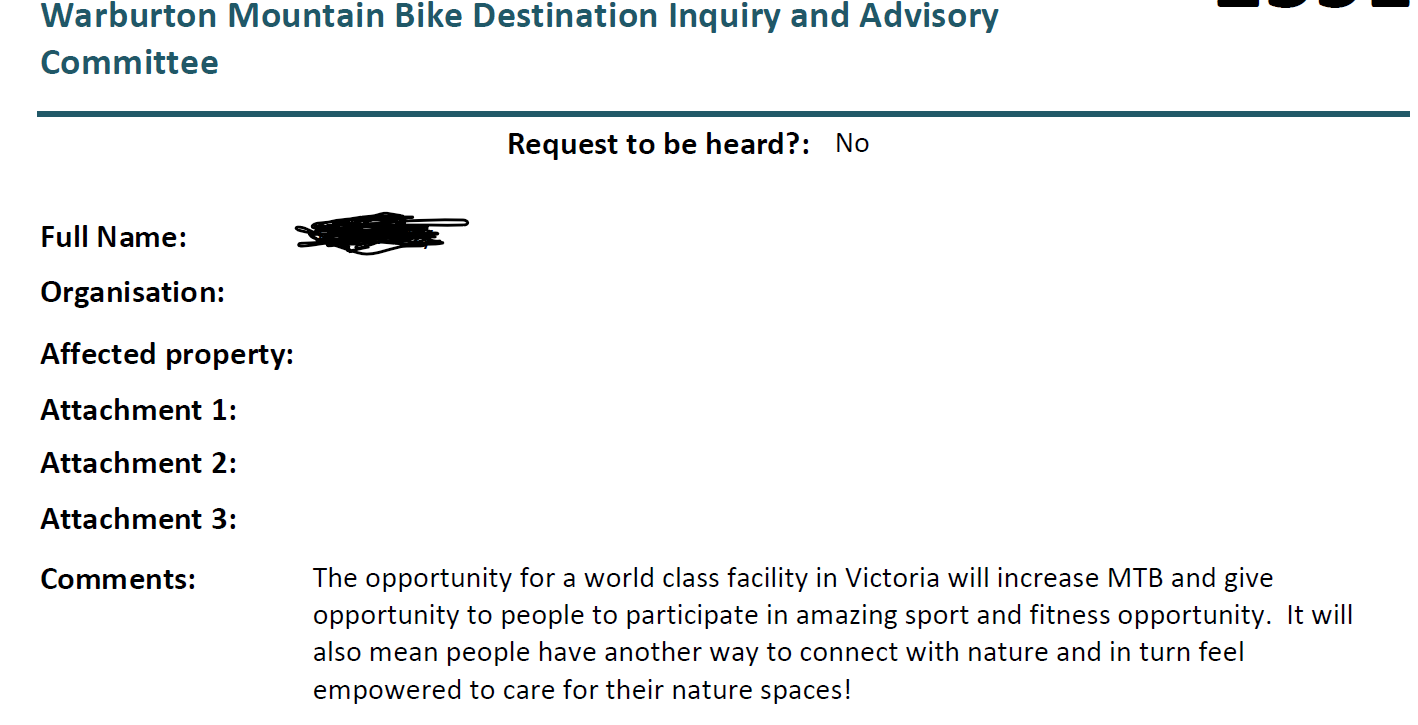 Warburton Mountain Bike Destination Inquiry and Advisory
Committee
Request to be heard?: No
Full Name:
Organisation:
Affected property:
Attachment 1:
Attachment 2:
Attachment 3:
Comments: The opportunity for a world class facility in Victoria will increase MTB and give
opportunity to people to participate in amazing sport and fitness opportunity.  It will
also mean people have another way to connect with nature and in turn feel
empowered to care for their nature spaces!